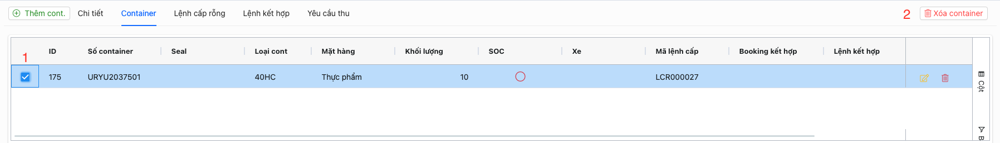 Thêm cont. Chi tiết Container Lệnh cấp rỗng Lệnh kết hợp Yêu cầu thu 2 Xóa container
1 ID Số container Seal Loại cont Mặt hàng Khối lượng SOC Xe Mã lệnh cấp Booking kết hợp Lệnh kết hợp
175 URYU2037501 40HC Thực phẩm 10 LCR000027
Cột
B